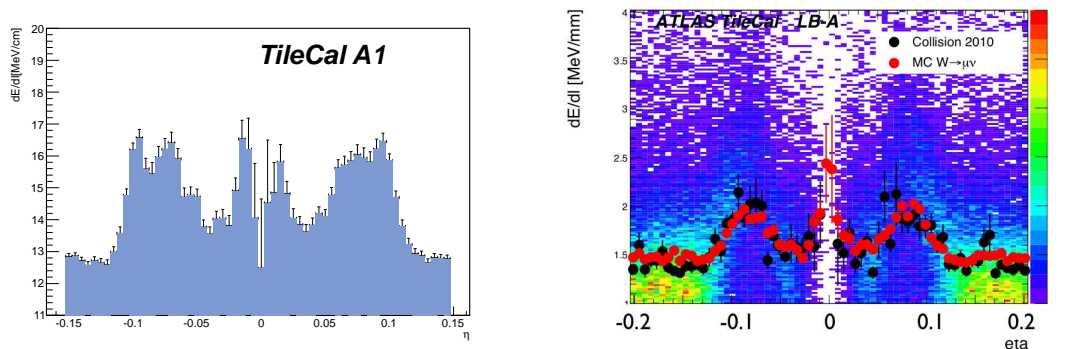 TileCal A1
dE/dl[MeV/cm]
20
19
18
17
16
15
14
13
12
11
-0.15 -0.1 -0.05 0 0.05 0.1 0.15
η
ATLAS TileCal LB-A
Collision 2010
MC W→μν
dE/dl [MeV/mm]
4
3.5
3
2.5
2
1.5
1
-0.2 -0.1 0 0.1 0.2
eta